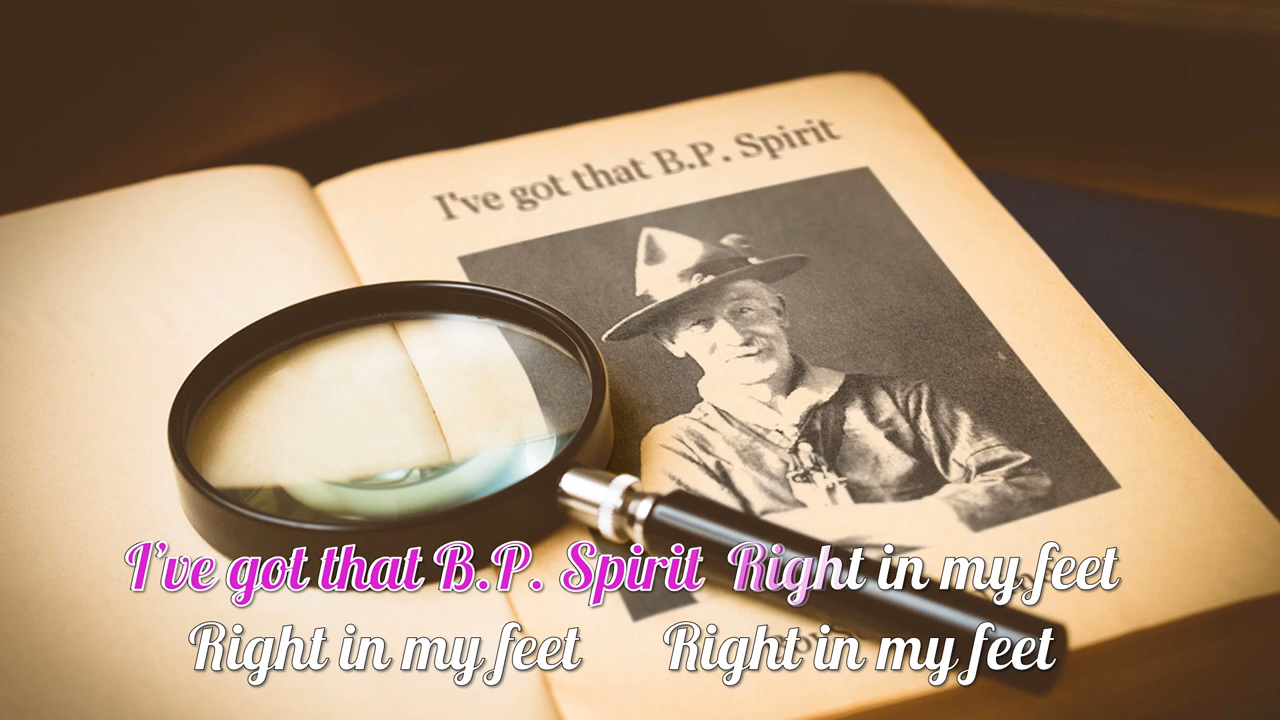 I've got that B.P. Spirit
I've got that B.P. Spirit Right in my feet
Right in my feet Right in my feet